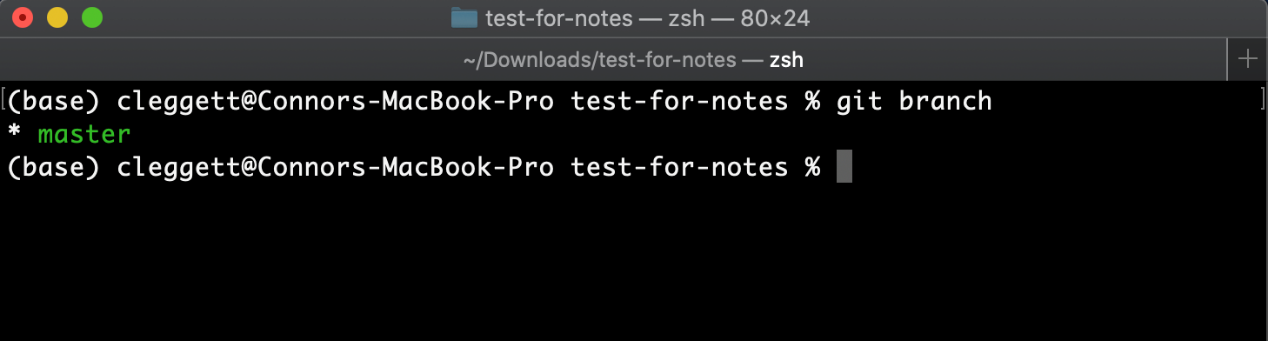 test-for-notes — zsh — 80×24
~/Downloads/test-for-notes — zsh
(base) cleggett@Connors-MacBook-Pro test-for-notes % git branch
* master
(base) cleggett@Connors-MacBook-Pro test-for-notes %